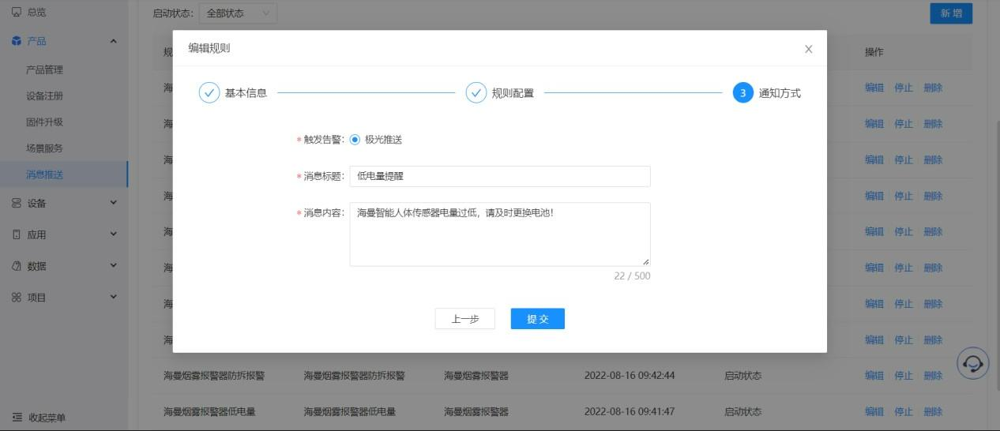 总览
启动状态: 全部状态
新 增
编辑规则
产品
规
操作
产品管理
海
编辑 停止 删除
基本信息
规则配置
3 通知方式
设备注册
固件升级
海
编辑 停止 删除
* 触发告警: 极光推送
场景服务
海
编辑 停止 删除
消息推送
* 消息标题: 低电量提醒
设备
海
编辑 停止 删除
* 消息内容: 海曼智能人体传感器电量过低，请及时更换电池！
应用
海
编辑 停止 删除
数据
海
编辑 停止 删除
22 / 500
项目
海
编辑 停止 删除
上一步
提 交
海
编辑 停止 删除
海曼烟雾报警器防拆报警 海曼烟雾报警器防拆报警 海曼烟雾报警器 2022-08-16 09:42:44 启动状态 编辑 停止 删除
海曼烟雾报警器低电量 海曼烟雾报警器低电量 海曼烟雾报警器 2022-08-16 09:41:47 启动状态 编辑 停止 删除
收起菜单